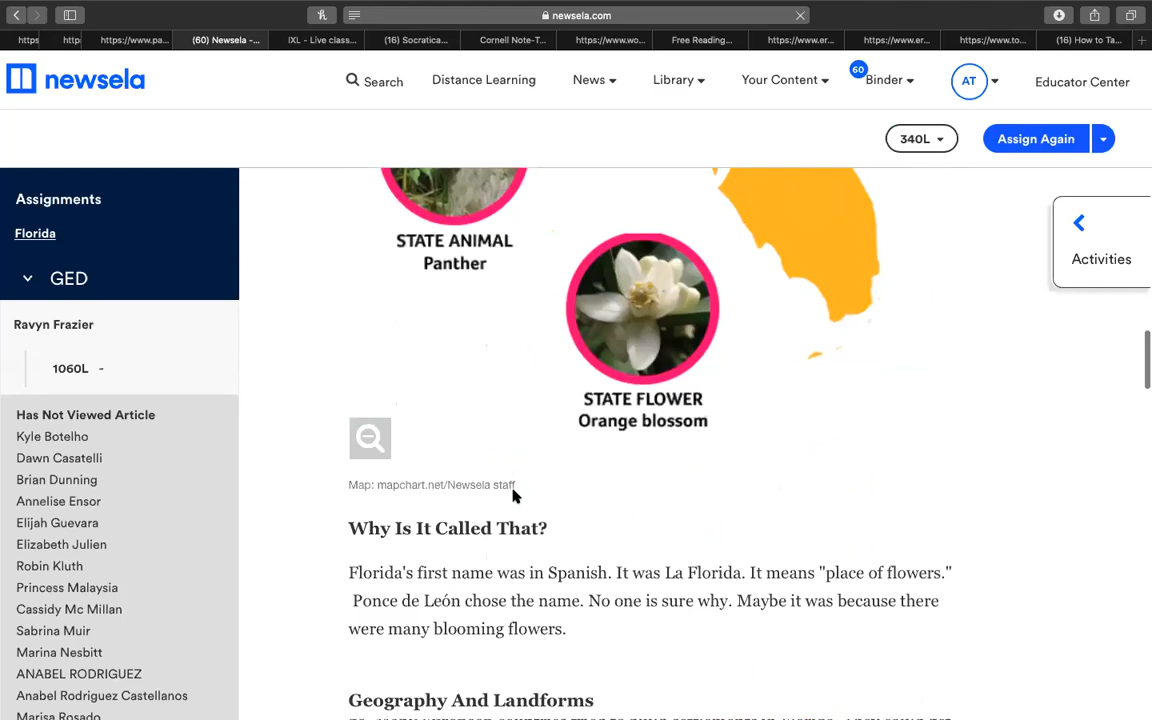 newsela.com
https
http
https://www.pa...
(60) Newsela -...
IXL - Live class...
(16) Socratica...
Cornell Note-T...
https://www.wo...
Free Reading...
https://www.er...
https://www.er...
https://www.to...
(16) How to Ta...
newsela
Search
Distance Learning
News
Library
Your Content
60
Binder
AT
Educator Center
340L
Assign Again
Assignments
Florida
GED
Ravyn Frazier
1060L -
Has Not Viewed Article
Kyle Botelho
Dawn Casatelli
Brian Dunning
Annelise Ensor
Elijah Guevara
Elizabeth Julien
Robin Kluth
Princess Malaysia
Cassidy Mc Millan
Sabrina Muir
Marina Nesbitt
ANABEL RODRIGUEZ
Anabel Rodriguez Castellanos
Marisa Rosado
STATE ANIMAL
Panther
STATE FLOWER
Orange blossom
Map: mapchart.net/Newsela staff
Why Is It Called That?
Florida's first name was in Spanish. It was La Florida. It means "place of flowers."
Ponce de León chose the name. No one is sure why. Maybe it was because there
were many blooming flowers.
Geography And Landforms
Activities